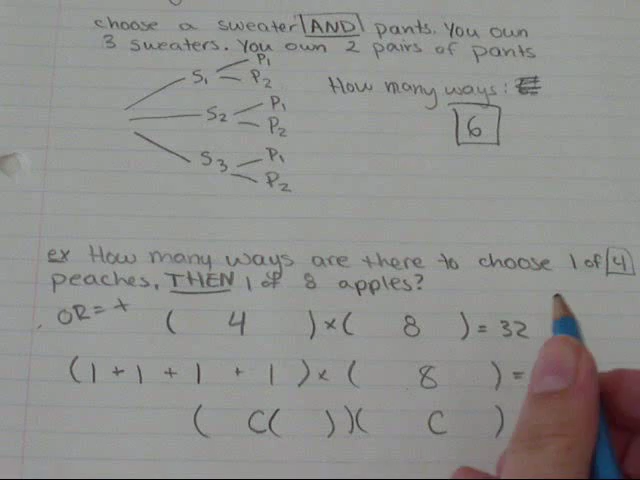 choose a sweater AND pants. You own
3 sweaters. You own 2 pairs of pants
S1 P1 P2
How many ways:
S2 P1 P2
6
S3 P1 P2
ex How many ways are there to choose 1 of 4
peaches, THEN 1 of 8 apples?
OR = + ( 4 ) × ( 8 ) = 32
(1 + 1 + 1 + 1) × ( 8 ) =
( C( ) )( C )